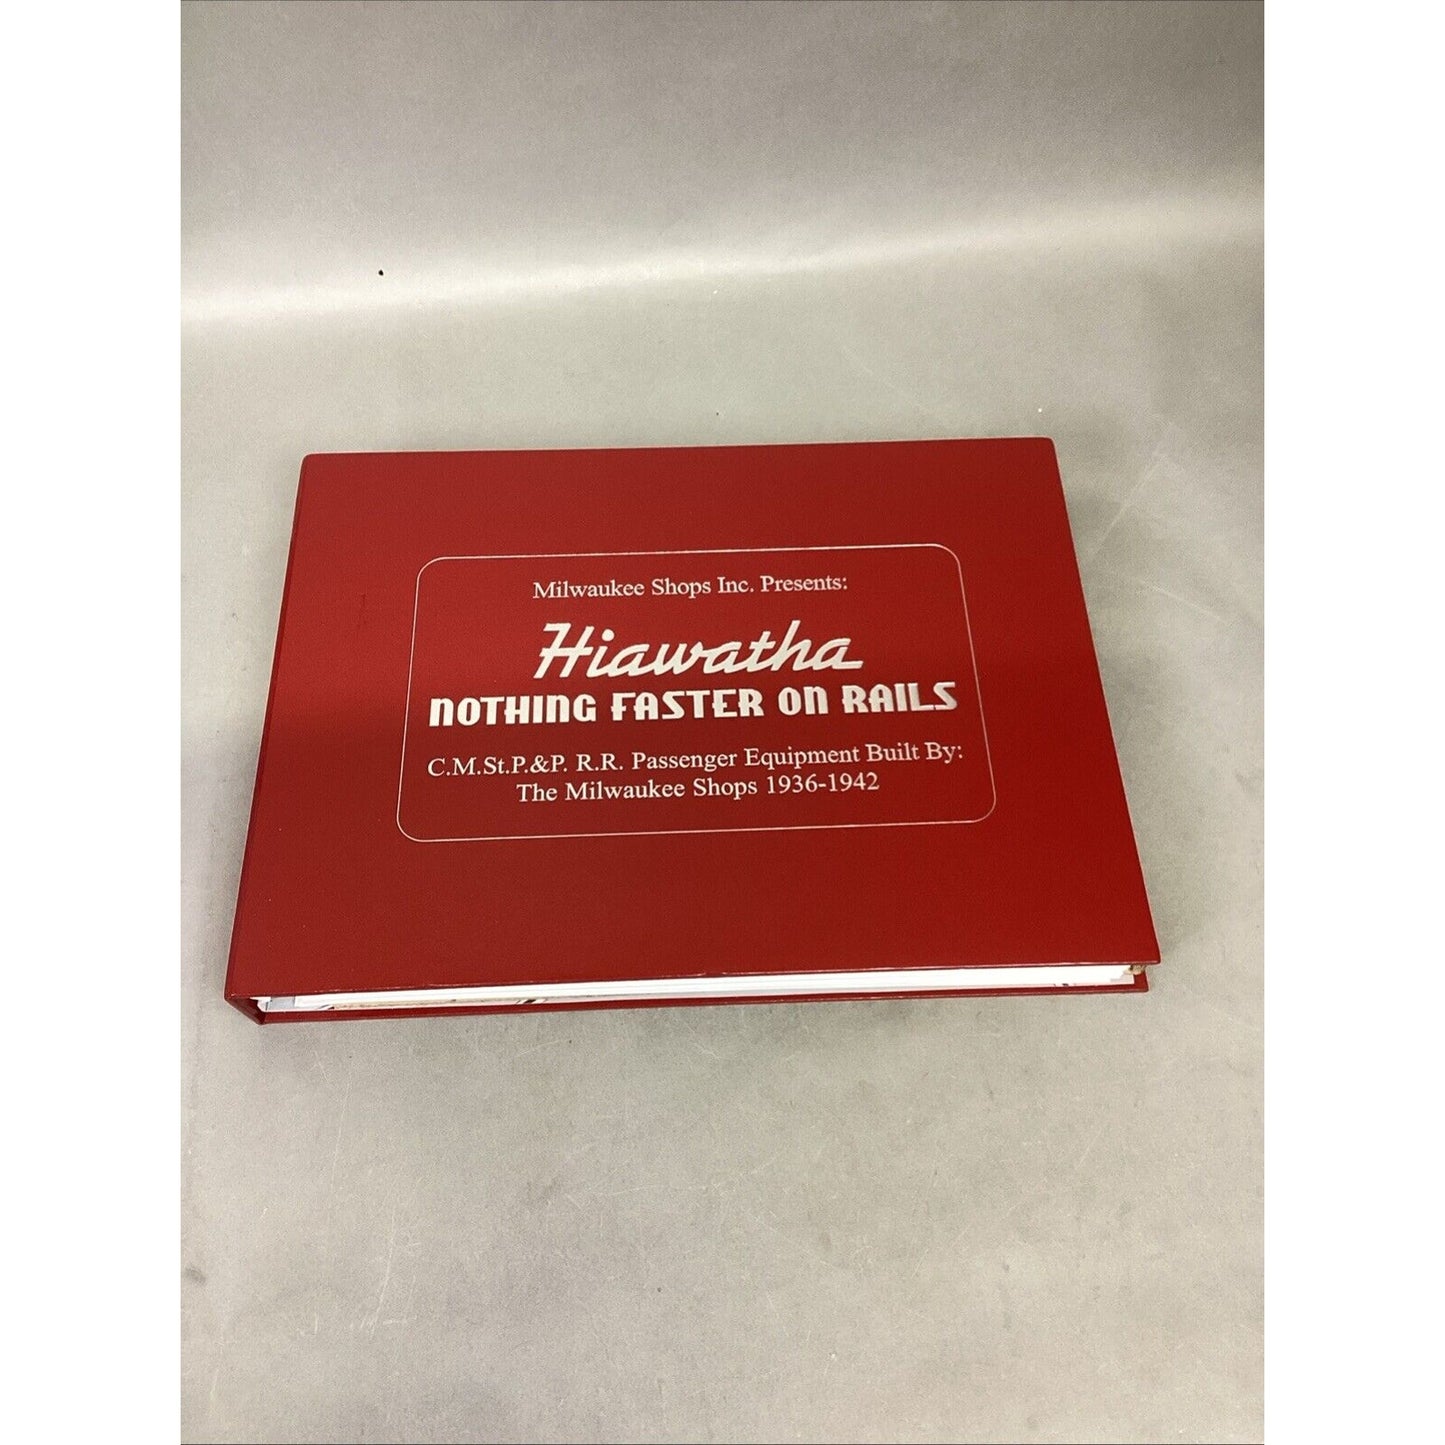 Milwaukee Shops Inc. Presents:
Hiawatha
NOTHING FASTER ON RAILS
C.M.St.P.&P. R.R. Passenger Equipment Built By:
The Milwaukee Shops 1936-1942